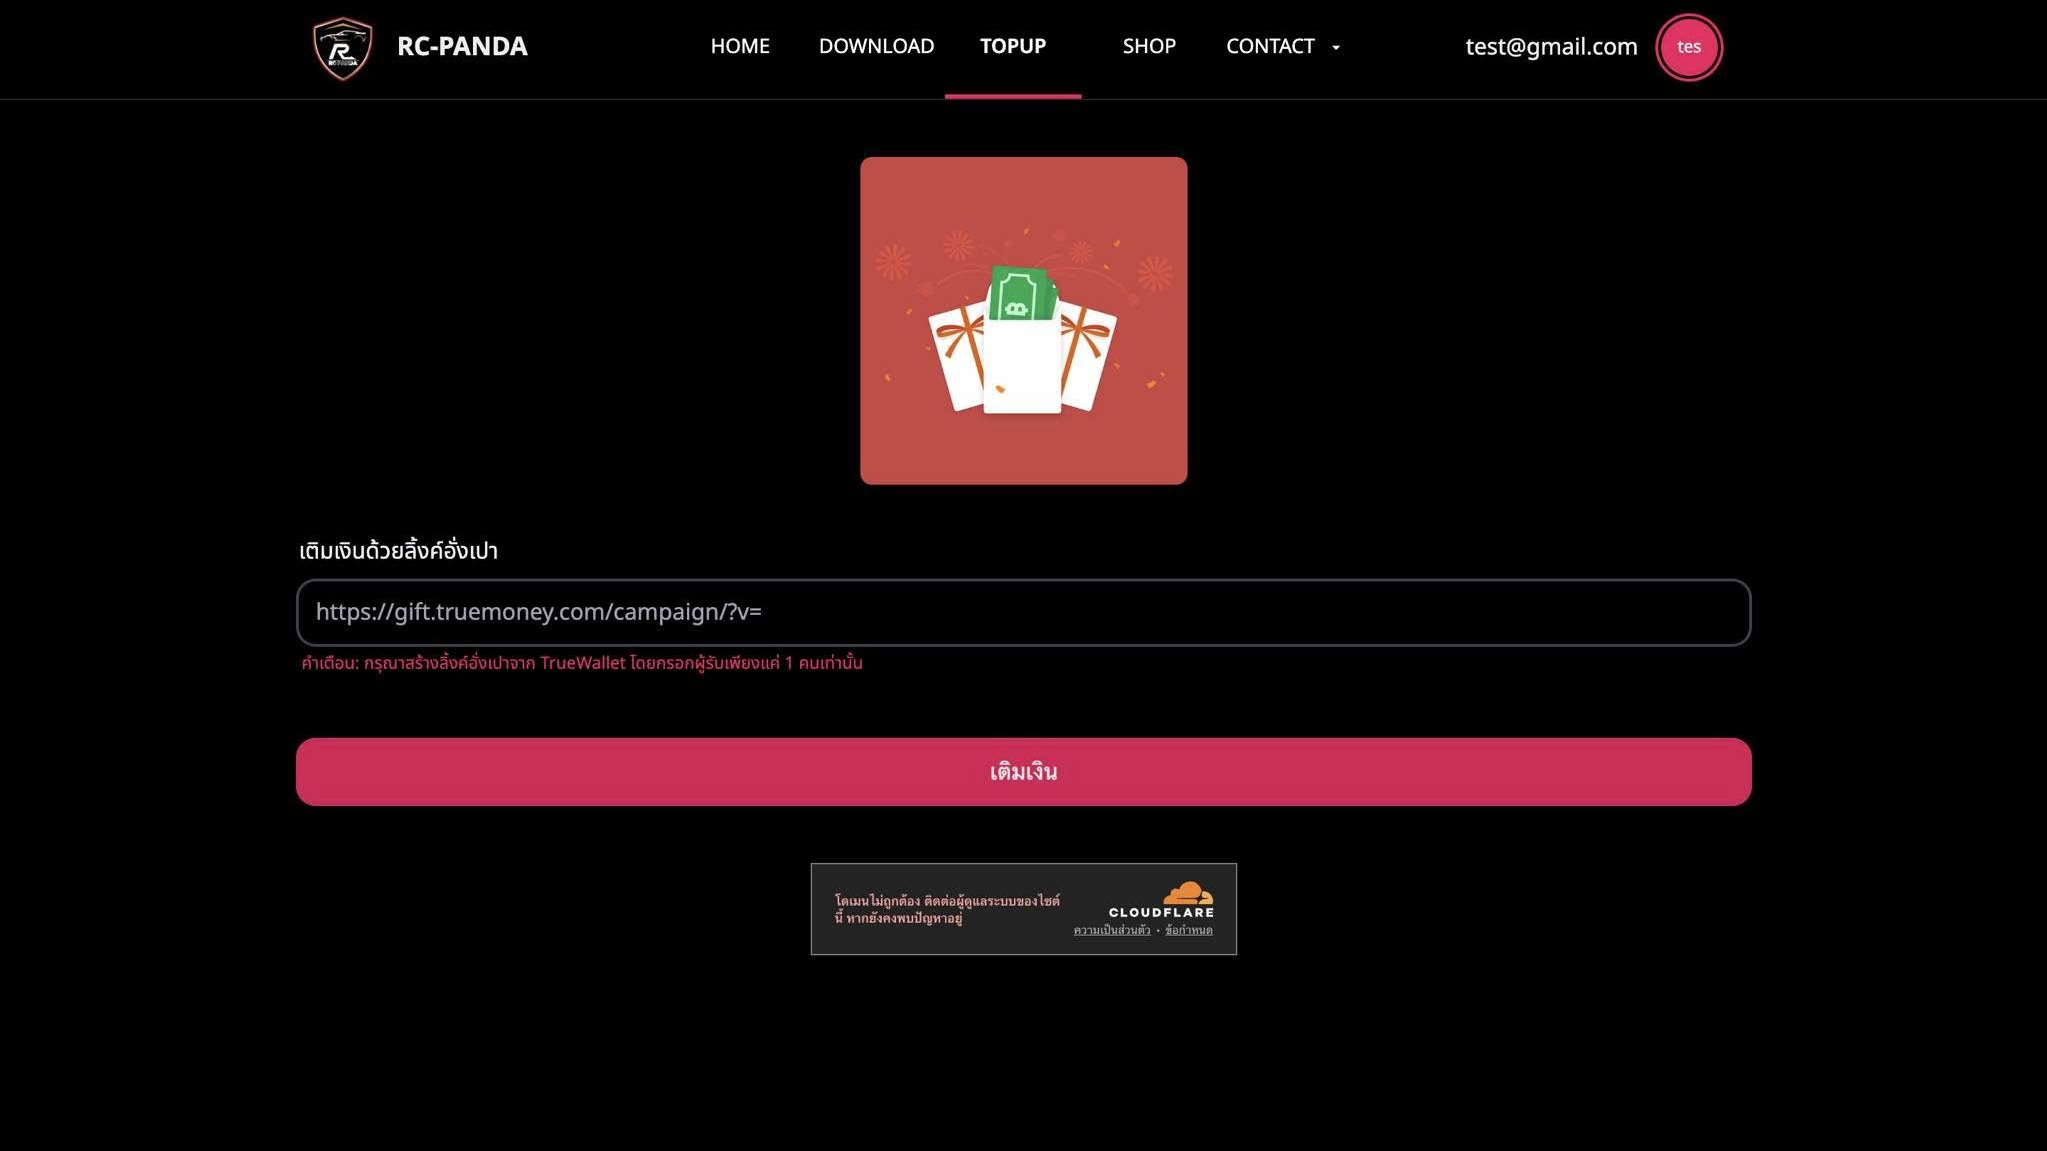 RC-PANDA
RC-PANDA
HOME
DOWNLOAD
TOPUP
SHOP
CONTACT
test@gmail.com
tes
เติมเงินด้วยลิ้งค์อั่งเปา
https://gift.truemoney.com/campaign/?v=
คำเตือน: กรุณาสร้างลิ้งค์อั่งเปาจาก TrueWallet โดยกรอกผู้รับเพียงแค่ 1 คนเท่านั้น
เติมเงิน
โดเมนไม่ถูกต้อง ติดต่อผู้ดูแลระบบของไซต์
นี้ หากยังคงพบปัญหาอยู่
CLOUDFLARE
ความเป็นส่วนตัว • ข้อกำหนด